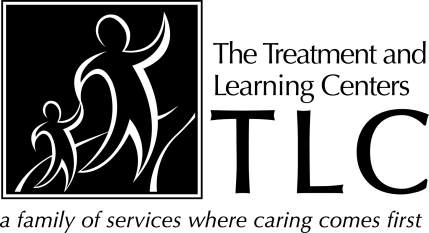 The Treatment and
Learning Centers
TLC
a family of services where caring comes first